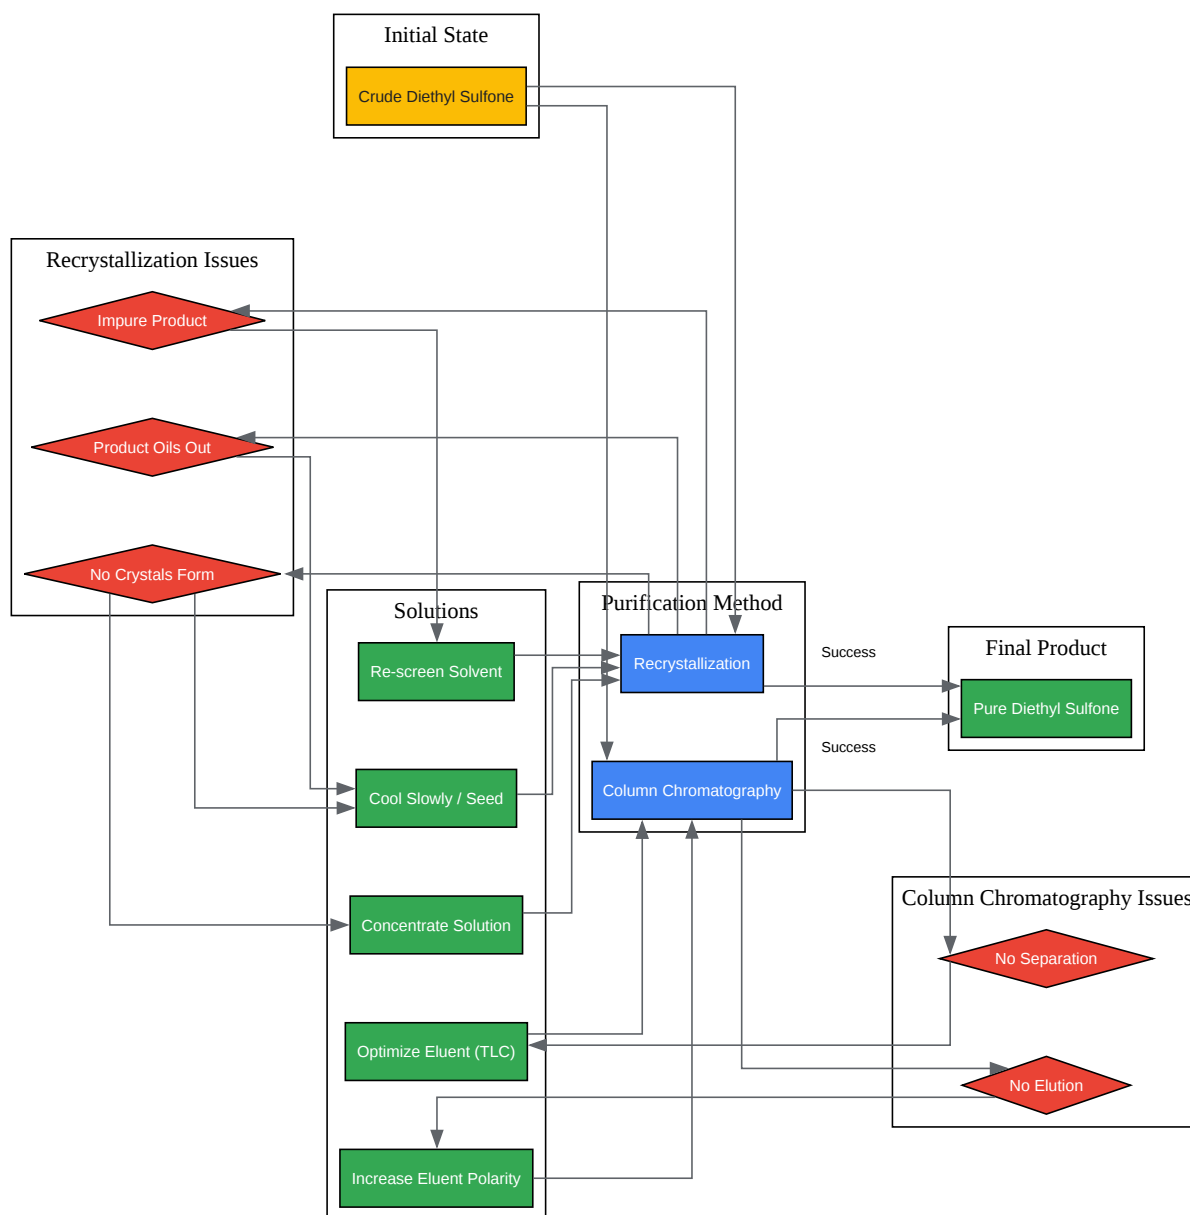 Initial State
Crude Diethyl Sulfone
Recrystallization Issues
Impure Product
Product Oils Out
No Crystals Form
Solutions
Re-screen Solvent
Cool Slowly / Seed
Concentrate Solution
Optimize Eluent (TLC)
Increase Eluent Polarity
Purification Method
Recrystallization
Column Chromatography
Success
Success
Final Product
Pure Diethyl Sulfone
Column Chromatography Issues
No Separation
No Elution